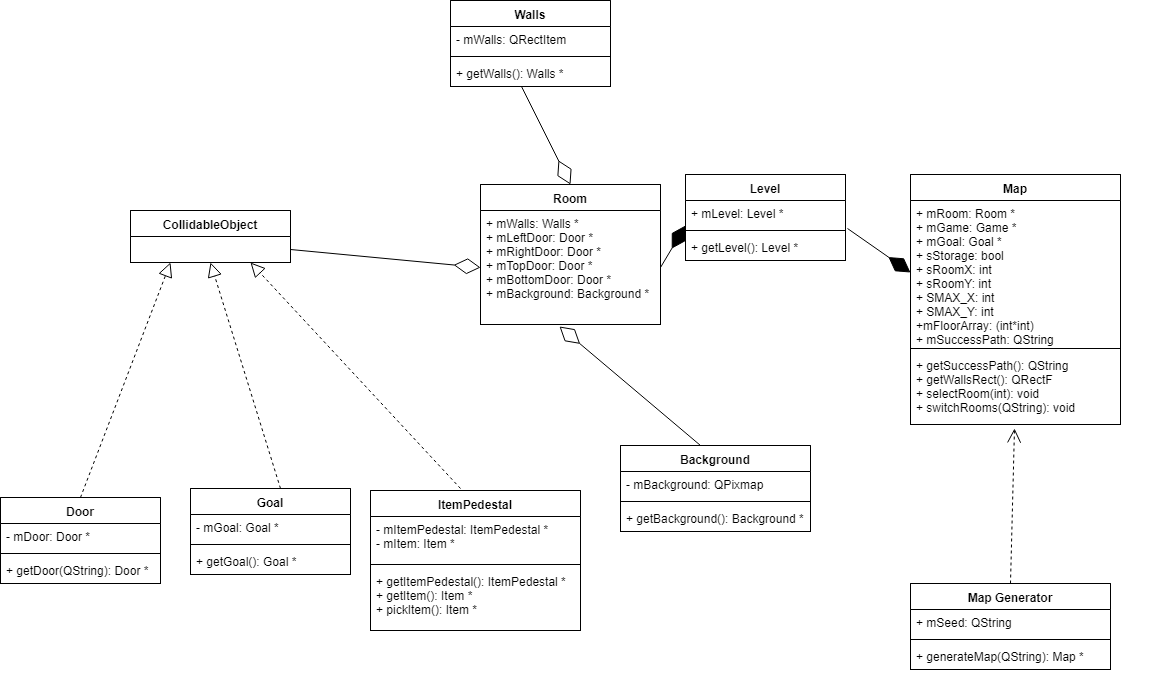 Walls
- mWalls: QRectItem
+ getWalls(): Walls *
CollidableObject
Room
+ mWalls: Walls *
+ mLeftDoor: Door *
+ mRightDoor: Door *
+ mTopDoor: Door *
+ mBottomDoor: Door *
+ mBackground: Background *
Level
+ mLevel: Level *
+ getLevel(): Level *
Map
+ mRoom: Room *
+ mGame: Game *
+ mGoal: Goal *
+ sStorage: bool
+ sRoomX: int
+ sRoomY: int
+ SMAX_X: int
+ SMAX_Y: int
+mFloorArray: (int*int)
+ mSuccessPath: QString
+ getSuccessPath(): QString
+ getWallsRect(): QRectF
+ selectRoom(int): void
+ switchRooms(QString): void
Door
- mDoor: Door *
+ getDoor(QString): Door *
Goal
- mGoal: Goal *
+ getGoal(): Goal *
ItemPedestal
- mItemPedestal: ItemPedestal *
- mItem: Item *
+ getItemPedestal(): ItemPedestal *
+ getItem(): Item *
+ pickItem(): Item *
Background
- mBackground: QPixmap
+ getBackground(): Background *
Map Generator
+ mSeed: QString
+ generateMap(QString): Map *